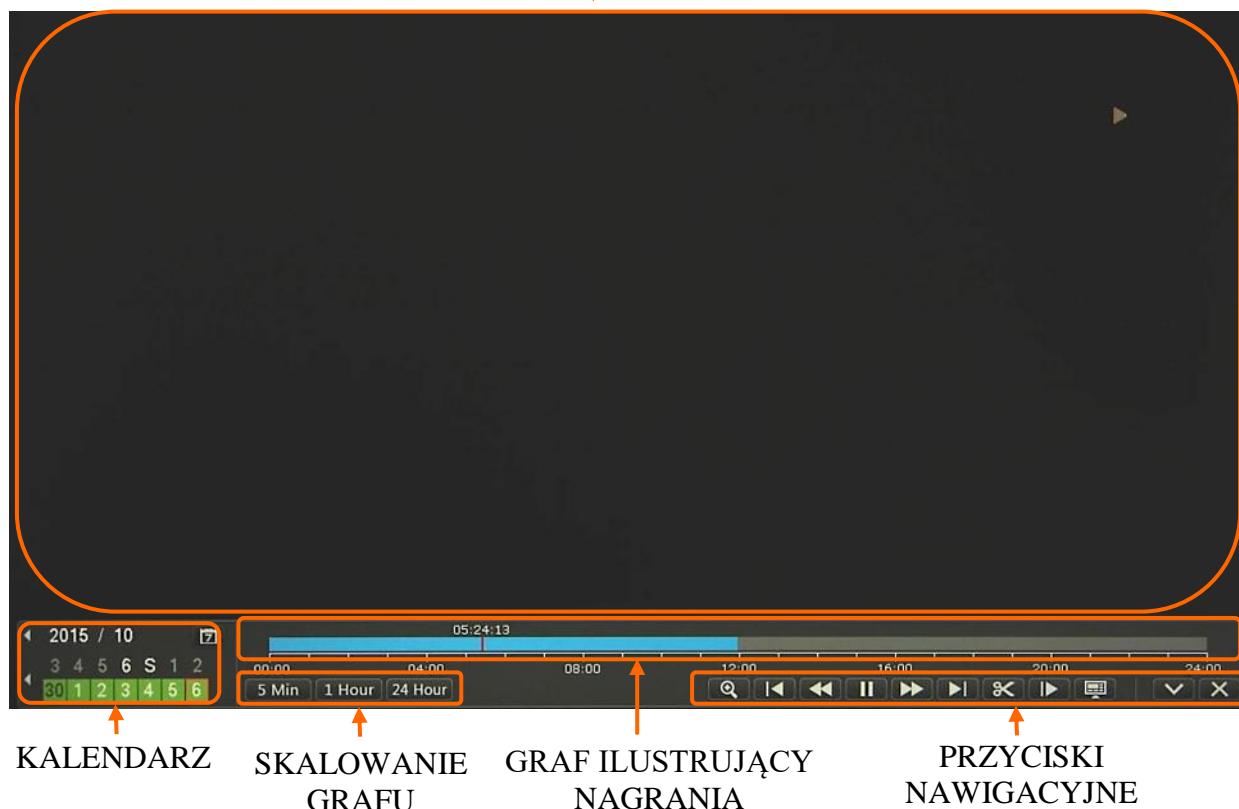 05:24:13
2015 / 10 7
00:00 04:00 08:00 12:00 16:00 20:00 24:00
3 4 5 6 S 1 2
30 1 2 3 4 5 6
5 Min 1 Hour 24 Hour
KALENDARZ
SKALOWANIE
GRAFU
GRAF ILUSTRUJĄCY
NAGRANIA
PRZYCISKI
NAWIGACYJNE